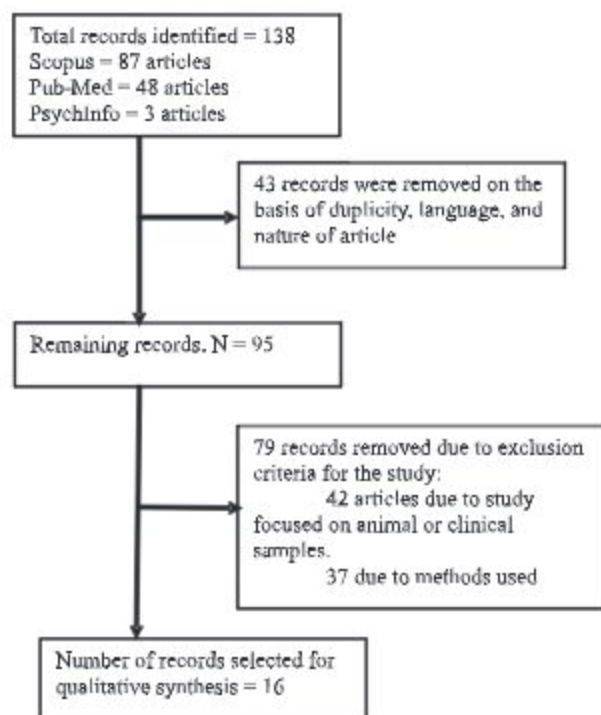 Total records identified = 138
Scopus = 87 articles
Pub-Med = 48 articles
PsychInfo = 3 articles
43 records were removed on the
basis of duplicity, language, and
nature of article
Remaining records. N = 95
79 records removed due to exclusion
criteria for the study:
42 articles due to study
focused on animal or clinical
samples.
37 due to methods used
Number of records selected for
qualitative synthesis = 16